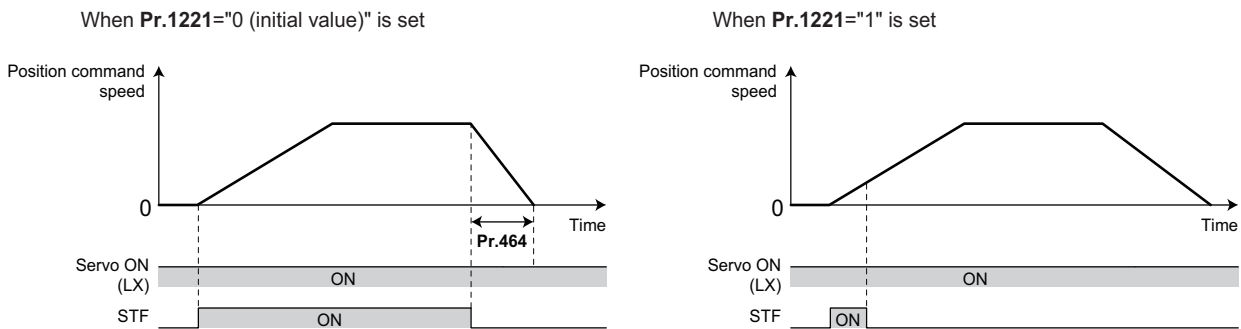 When Pr.1221="0 (initial value)" is set
Position command
speed
0
Time
Pr.464
Servo ON
(LX)
ON
STF
ON
When Pr.1221="1" is set
Position command
speed
0
Time
Servo ON
(LX)
ON
STF
ON